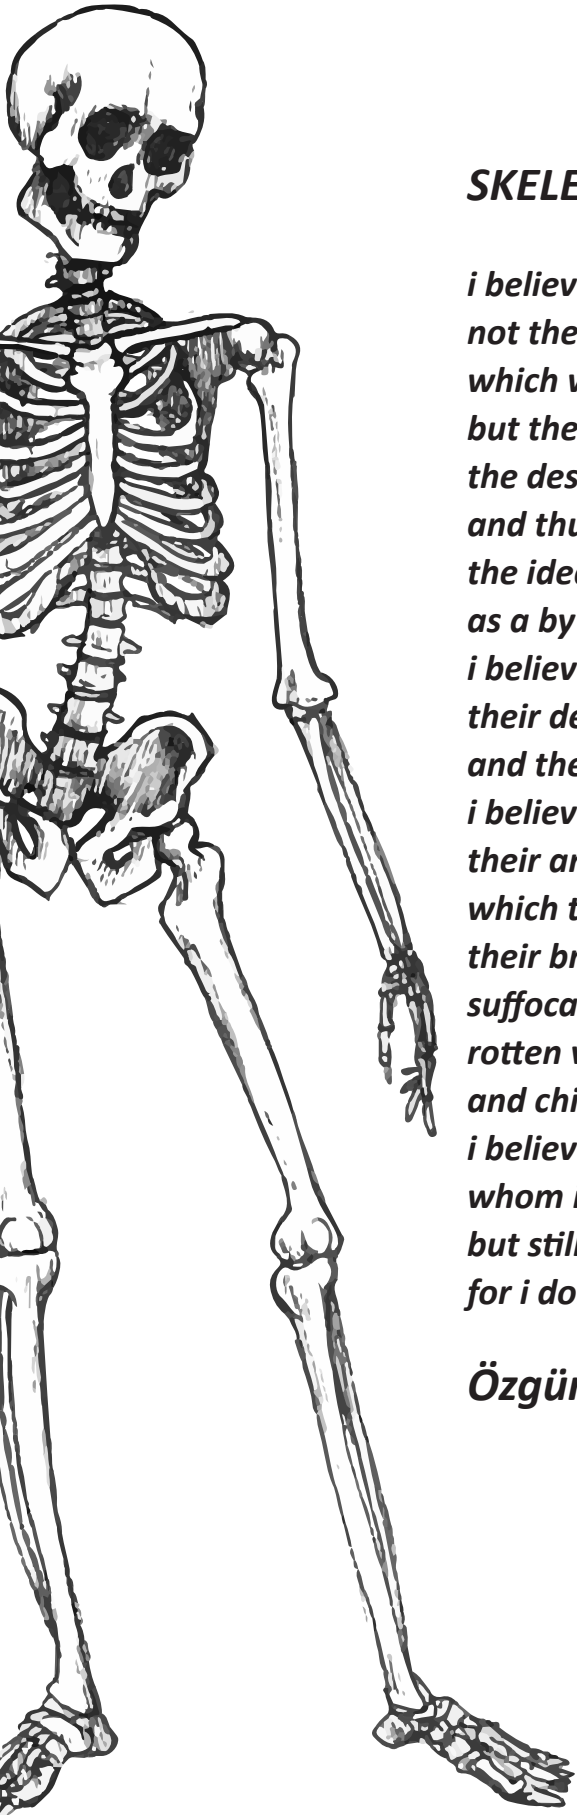 SKELE
i believ
not the
which v
but the
the des
and thu
the idea
as a by
i believ
their de
and the
i believ
their ar
which t
their br
suffoca
rotten v
and chi
i believ
whom
but still
for i do
Özgür